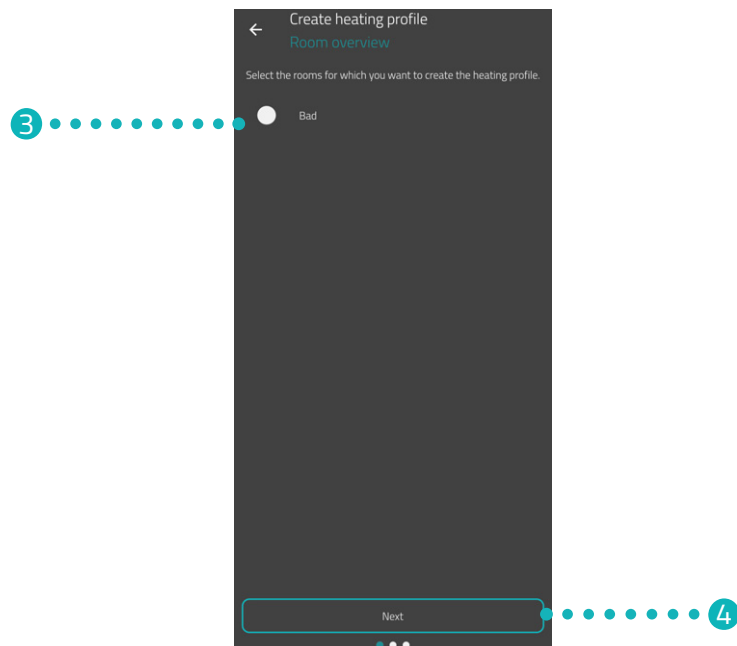 Create heating profile
Room overview
Select the rooms for which you want to create the heating profile.
3
Bad
Next
4